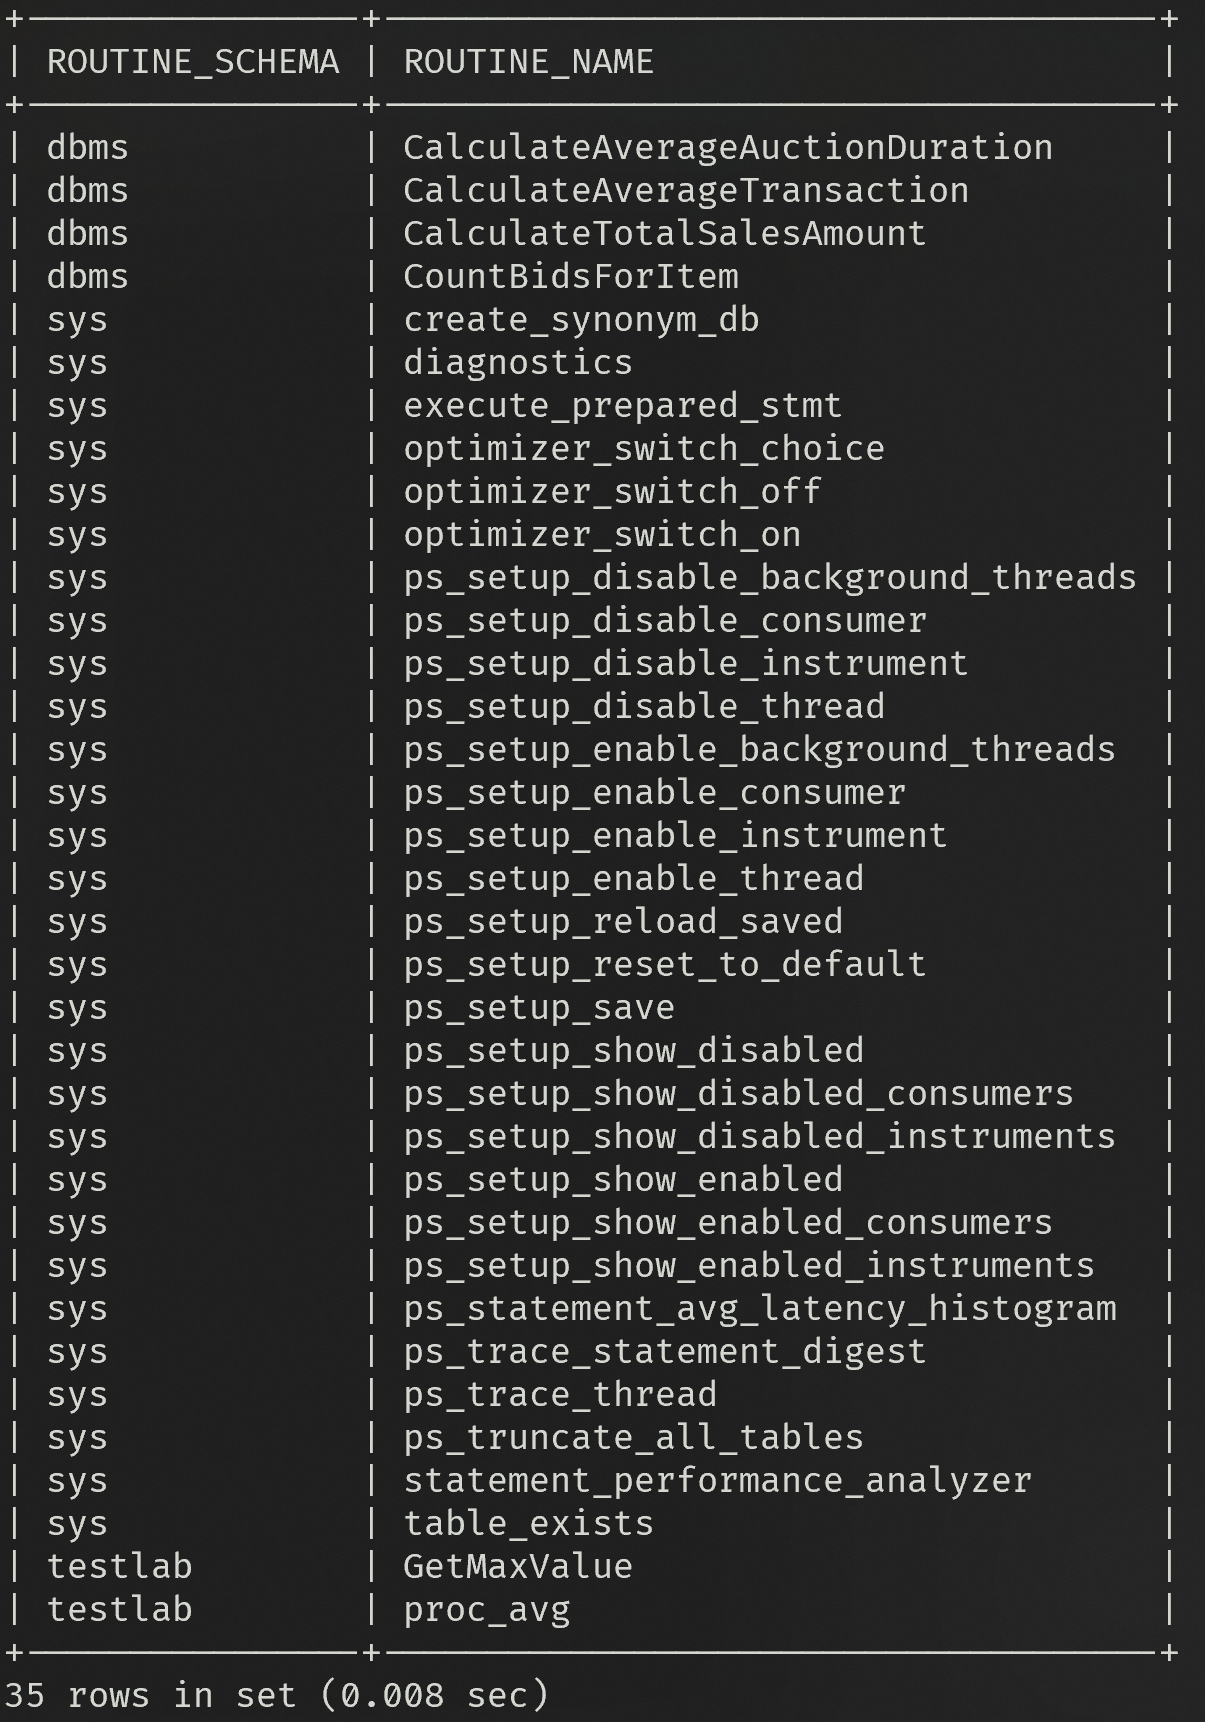 +-----------------+---------------------------------------+
| ROUTINE_SCHEMA | ROUTINE_NAME |
+-----------------+---------------------------------------+
| dbms | CalculateAverageAuctionDuration |
| dbms | CalculateAverageTransaction |
| dbms | CalculateTotalSalesAmount |
| dbms | CountBidsForItem |
| sys | create_synonym_db |
| sys | diagnostics |
| sys | execute_prepared_stmt |
| sys | optimizer_switch_choice |
| sys | optimizer_switch_off |
| sys | optimizer_switch_on |
| sys | ps_setup_disable_background_threads |
| sys | ps_setup_disable_consumer |
| sys | ps_setup_disable_instrument |
| sys | ps_setup_disable_thread |
| sys | ps_setup_enable_background_threads |
| sys | ps_setup_enable_consumer |
| sys | ps_setup_enable_instrument |
| sys | ps_setup_enable_thread |
| sys | ps_setup_reload_saved |
| sys | ps_setup_reset_to_default |
| sys | ps_setup_save |
| sys | ps_setup_show_disabled |
| sys | ps_setup_show_disabled_consumers |
| sys | ps_setup_show_disabled_instruments |
| sys | ps_setup_show_enabled |
| sys | ps_setup_show_enabled_consumers |
| sys | ps_setup_show_enabled_instruments |
| sys | ps_statement_avg_latency_histogram |
| sys | ps_trace_statement_digest |
| sys | ps_trace_thread |
| sys | ps_truncate_all_tables |
| sys | statement_performance_analyzer |
| sys | table_exists |
| testlab | GetMaxValue |
| testlab | proc_avg |
+-----------------+---------------------------------------+
35 rows in set (0.008 sec)